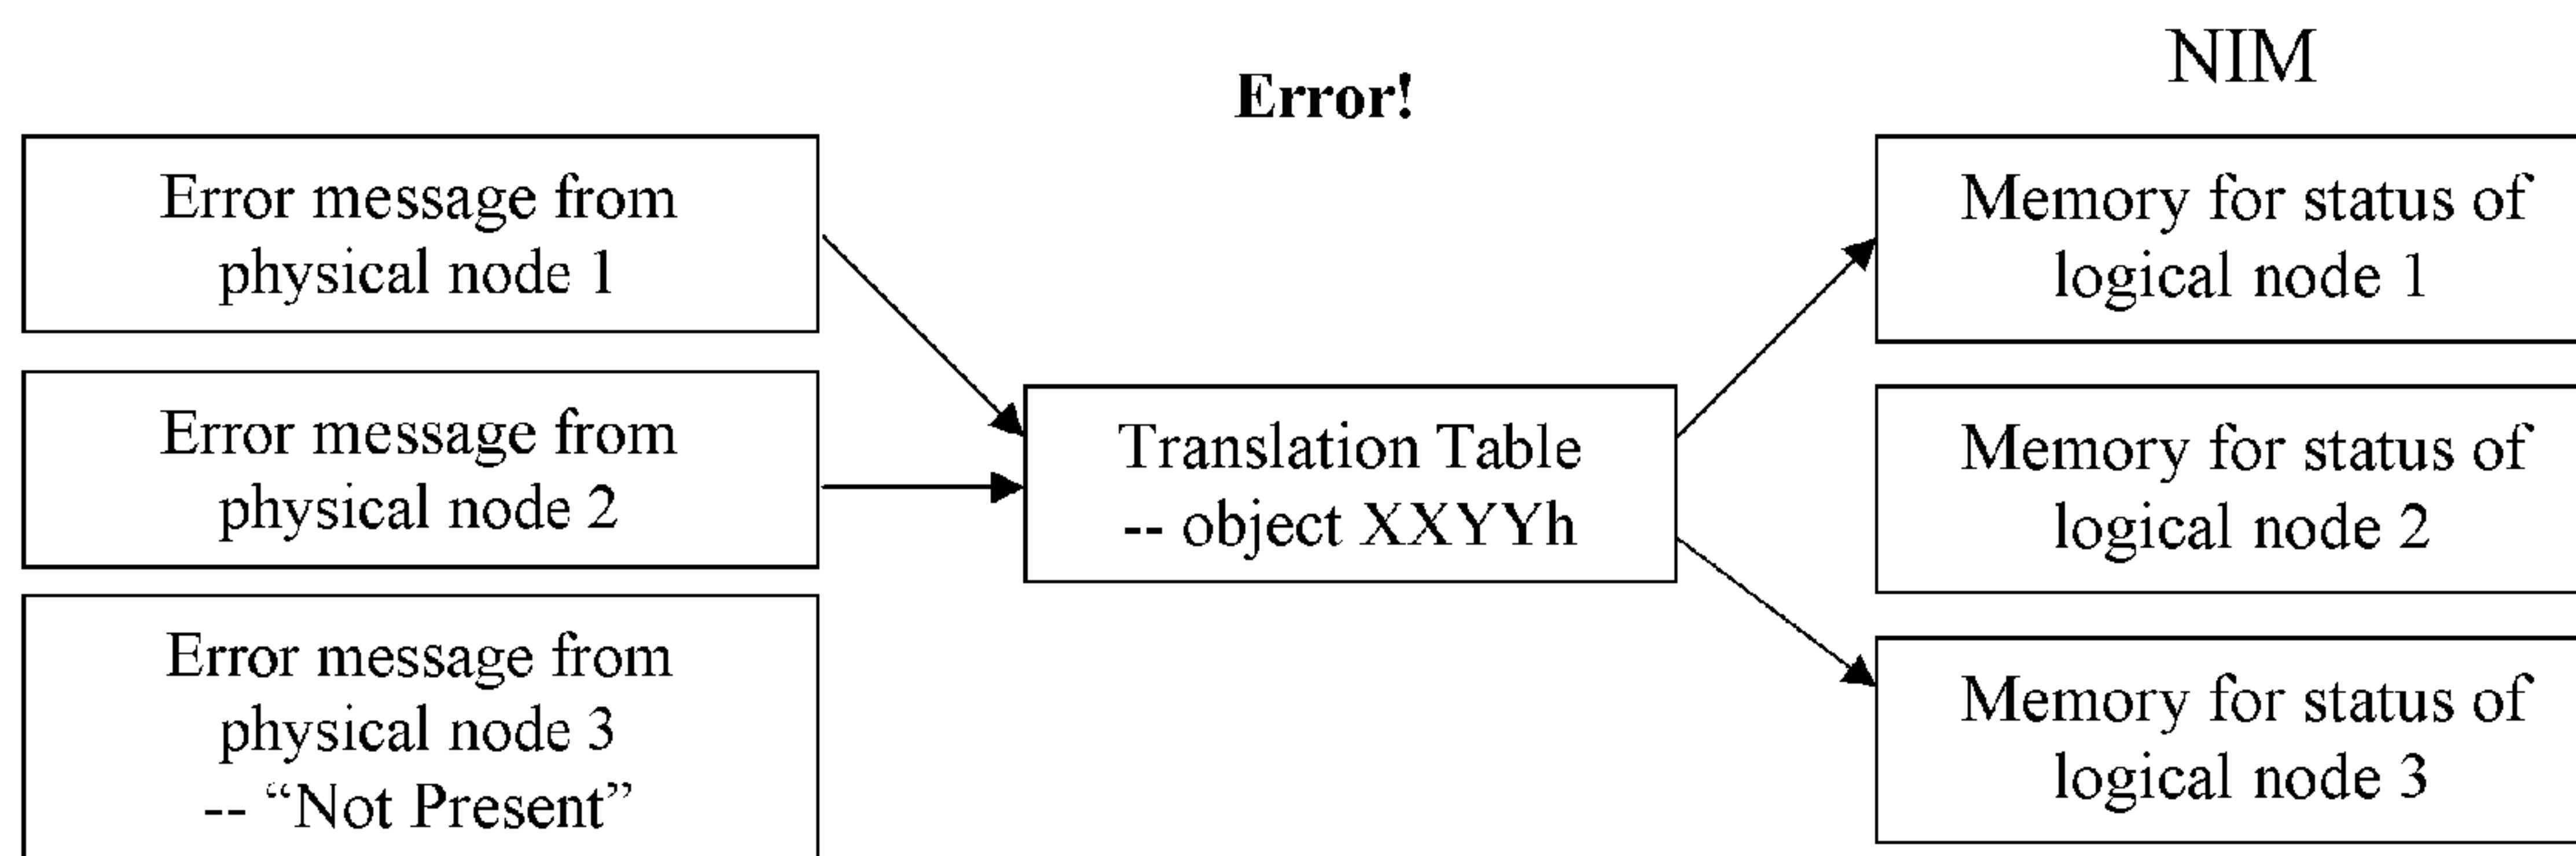 NIM
Error!
Error message from
physical node 1
Error message from
physical node 2
Error message from
physical node 3
-- “Not Present”
Translation Table
-- object XXYYh
Memory for status of
logical node 1
Memory for status of
logical node 2
Memory for status of
logical node 3